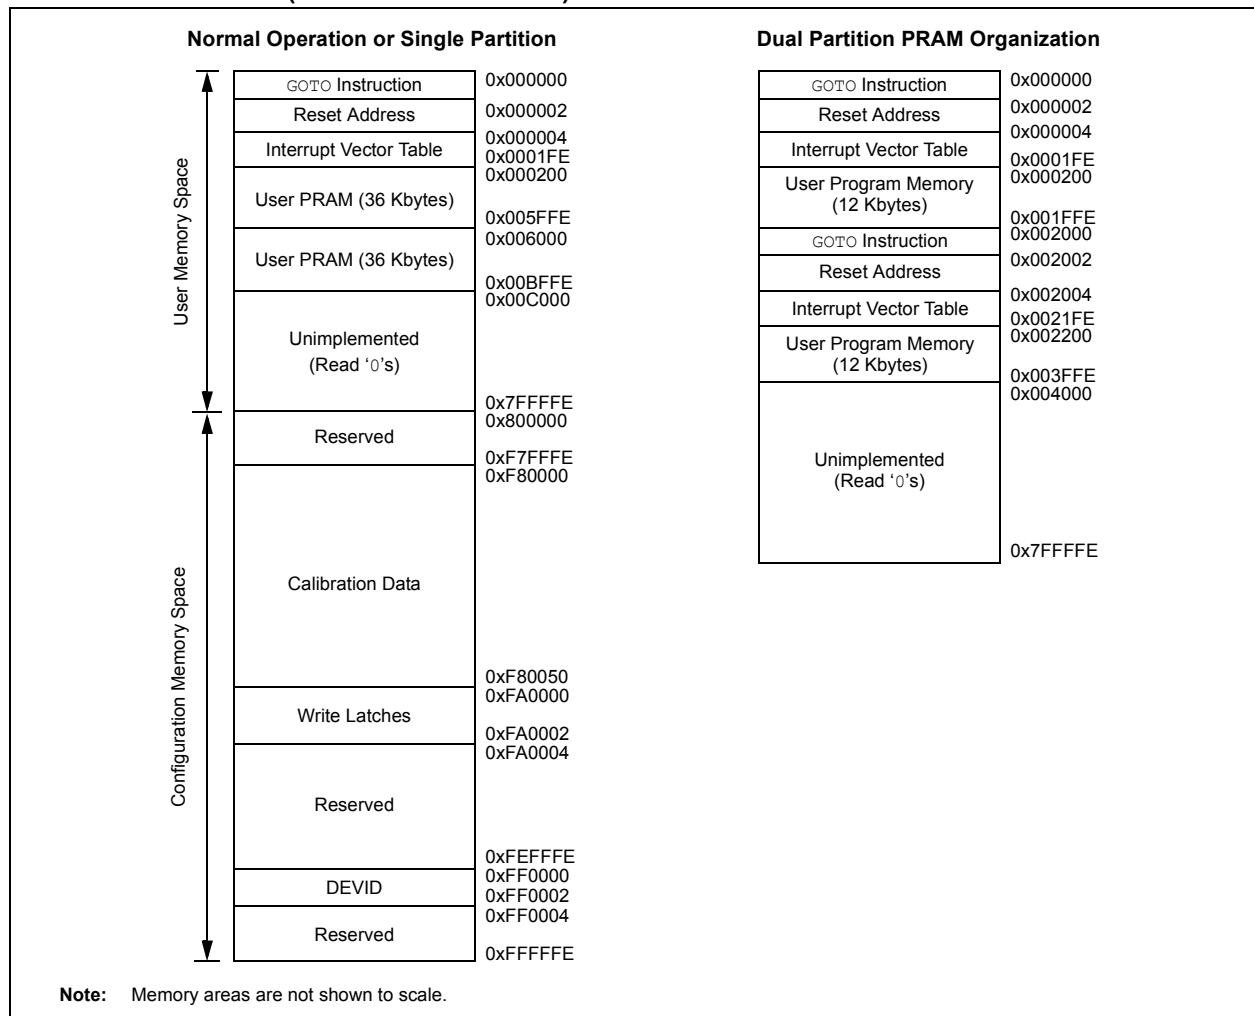 Normal Operation or Single Partition
GOTO Instruction
0x000000
Reset Address
0x000002
Interrupt Vector Table
0x000004
0x0001FE
User PRAM (36 Kbytes)
0x000200
0x005FFE
User PRAM (36 Kbytes)
0x006000
0x00BFFE
Unimplemented
(Read ‘0’s)
0x00C000
0x7FFFFE
Reserved
0x800000
0xF7FFFE
Calibration Data
0xF80000
0xF80050
Write Latches
0xFA0000
0xFA0002
Reserved
0xFA0004
0xFEFFFE
DEVID
0xFF0000
0xFF0002
Reserved
0xFF0004
0xFFFFFE
User Memory Space
Configuration Memory Space
Dual Partition PRAM Organization
GOTO Instruction
0x000000
Reset Address
0x000002
Interrupt Vector Table
0x000004
0x0001FE
User Program Memory
(12 Kbytes)
0x000200
0x001FFE
GOTO Instruction
0x002000
Reset Address
0x002002
Interrupt Vector Table
0x002004
0x0021FE
User Program Memory
(12 Kbytes)
0x002200
0x003FFE
Unimplemented
(Read ‘0’s)
0x004000
0x7FFFFE
Note: Memory areas are not shown to scale.